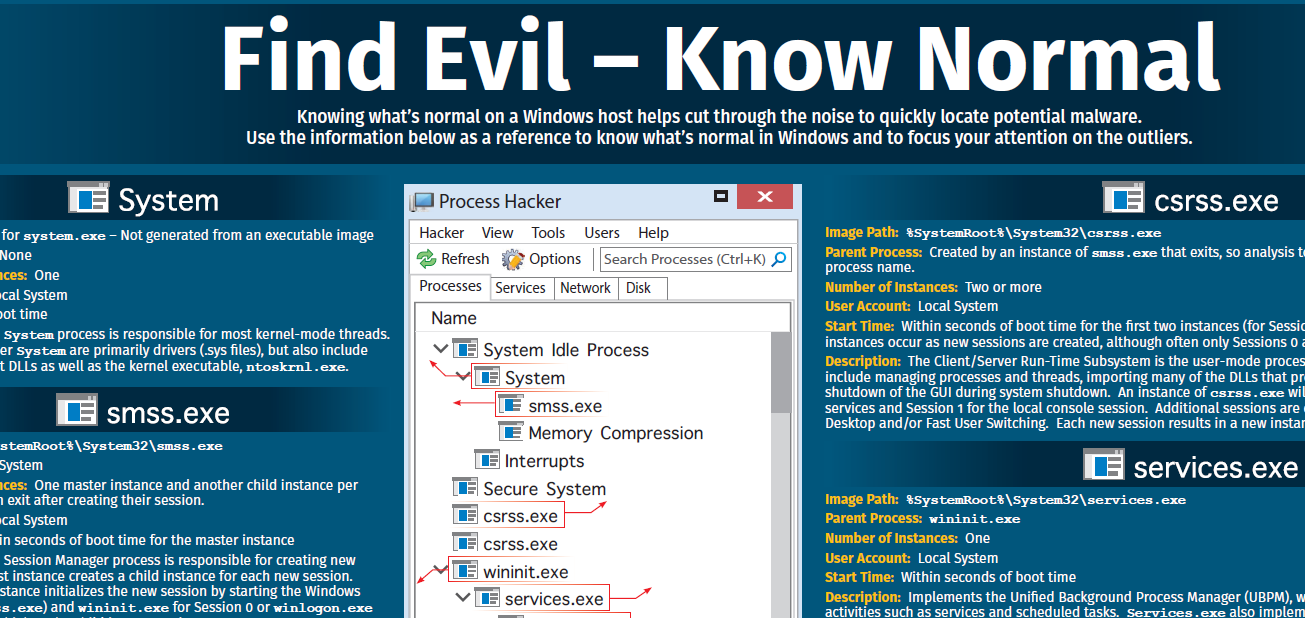 Find Evil – Know Normal
Knowing what's normal on a Windows host helps cut through the noise to quickly locate potential malware.
Use the information below as a reference to know what's normal in Windows and to focus your attention on the outliers.
System
for system.exe – Not generated from an executable image
None
nces: One
ocal System
oot time
System process is responsible for most kernel-mode threads.
er System are primarily drivers (.sys files), but also include
t DLLs as well as the kernel executable, ntoskrnl.exe.
smss.exe
stemRoot%\System32\smss.exe
System
nces: One master instance and another child instance per
n exit after creating their session.
ocal System
in seconds of boot time for the master instance
Session Manager process is responsible for creating new
st instance creates a child instance for each new session.
stance initializes the new session by starting the Windows
ss.exe) and wininit.exe for Session 0 or winlogon.exe
Process Hacker
Hacker View Tools Users Help
Refresh Options Search Processes (Ctrl+K)
Processes Services Network Disk
Name
System Idle Process
System
smss.exe
Memory Compression
Interrupts
Secure System
csrss.exe
csrss.exe
wininit.exe
services.exe
csrss.exe
Image Path: %SystemRoot%\System32\csrss.exe
Parent Process: Created by an instance of smss.exe that exits, so analysis to
process name.
Number of Instances: Two or more
User Account: Local System
Start Time: Within seconds of boot time for the first two instances (for Sessio
instances occur as new sessions are created, although often only Sessions 0 a
Description: The Client/Server Run-Time Subsystem is the user-mode proces
include managing processes and threads, importing many of the DLLs that pr
shutdown of the GUI during system shutdown. An instance of csrss.exe wil
services and Session 1 for the local console session. Additional sessions are
Desktop and/or Fast User Switching. Each new session results in a new instan
services.exe
Image Path: %SystemRoot%\System32\services.exe
Parent Process: wininit.exe
Number of Instances: One
User Account: Local System
Start Time: Within seconds of boot time
Description: Implements the Unified Background Process Manager (UBPM), w
activities such as services and scheduled tasks. Services.exe also implem